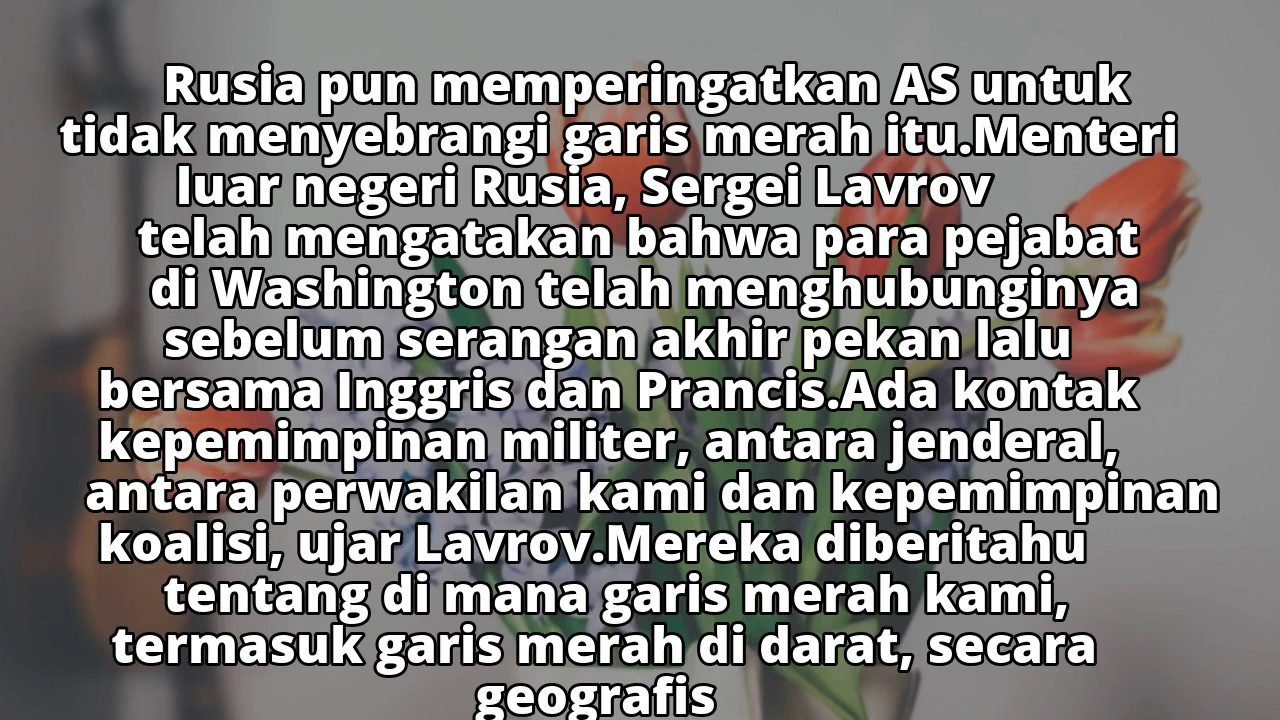 Rusia pun memperingatkan AS untuk
tidak menyebrangi garis merah itu.Menteri
luar negeri Rusia, Sergei Lavrov
telah mengatakan bahwa para pejabat
di Washington telah menghubunginya
sebelum serangan akhir pekan lalu
bersama Inggris dan Prancis.Ada kontak
kepemimpinan militer, antara jenderal,
antara perwakilan kami dan kepemimpinan
koalisi, ujar Lavrov.Mereka diberitahu
tentang di mana garis merah kami,
termasuk garis merah di darat, secara
geografis